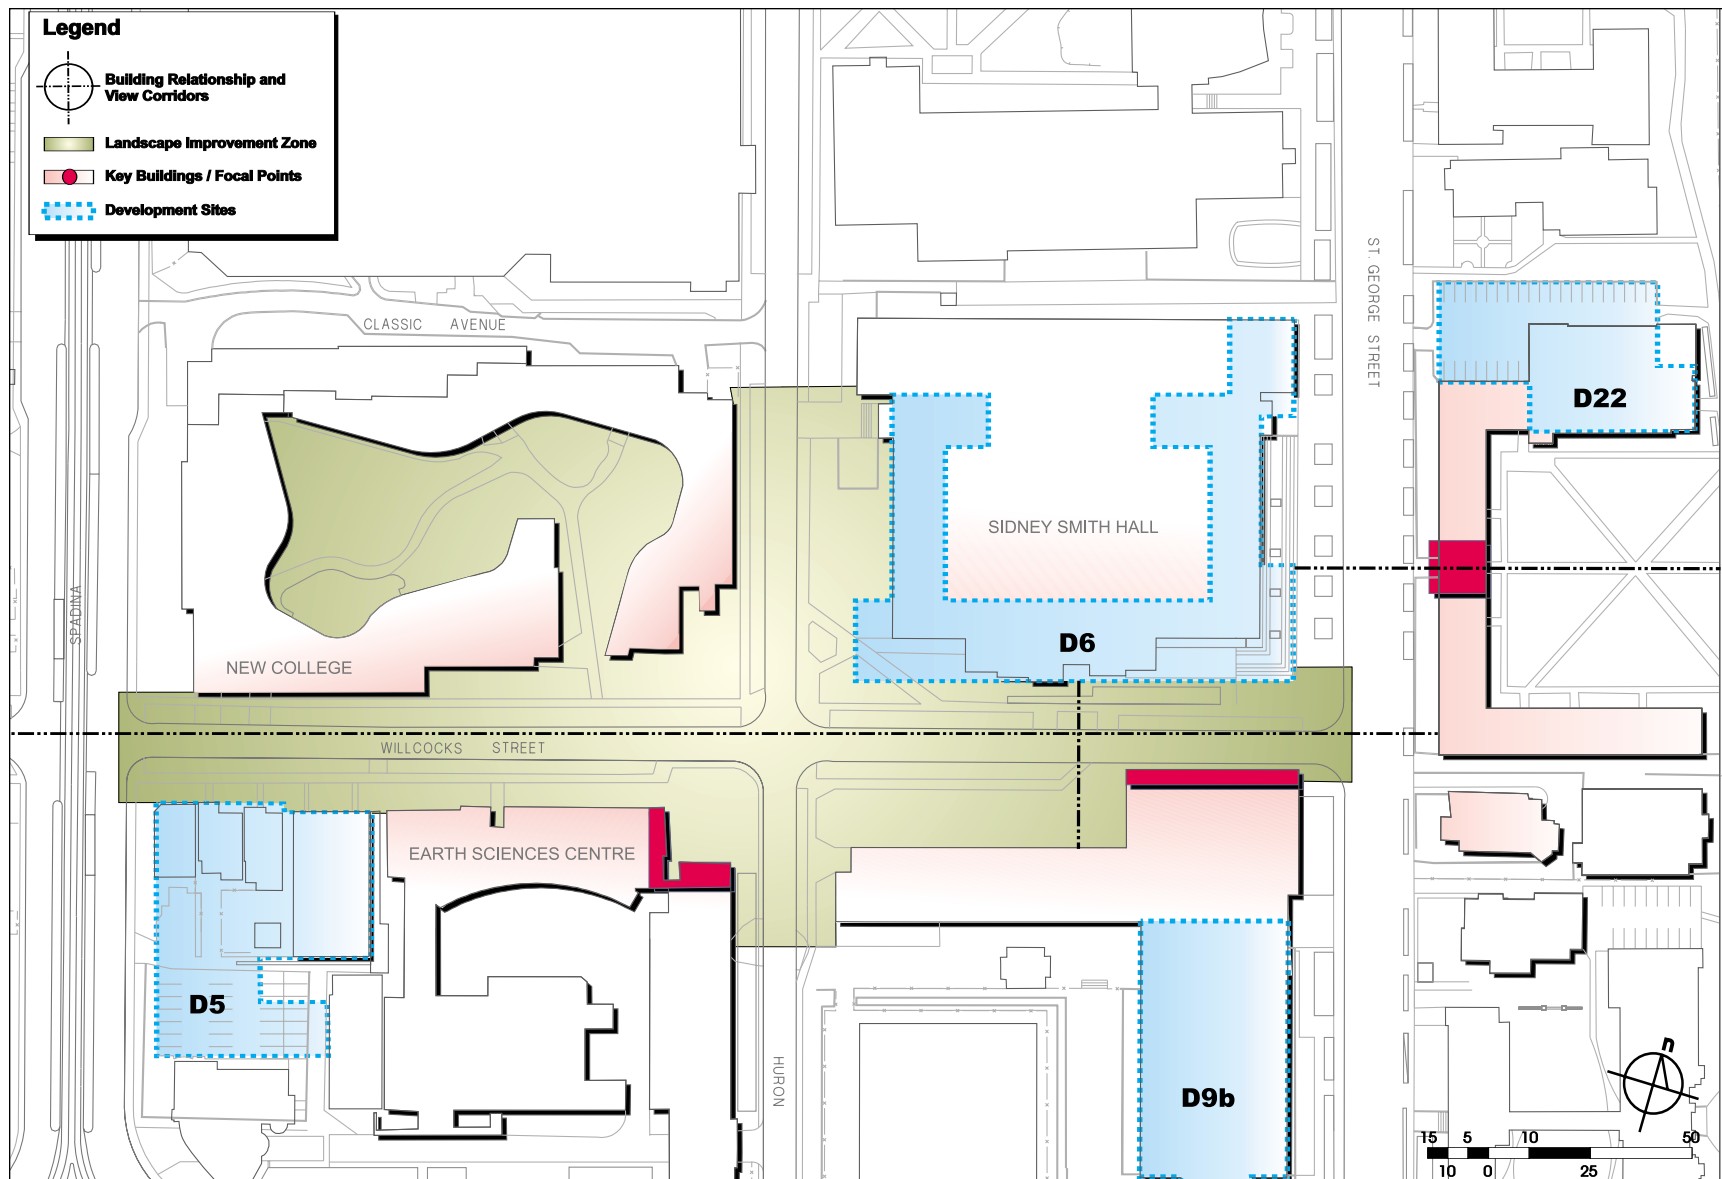 Legend
Building Relationship and
View Corridors
Landscape Improvement Zone
Key Buildings / Focal Points
Development Sites
CLASSIC AVENUE
ST. GEORGE STREET
D22
SIDNEY SMITH HALL
SPADINA
D6
NEW COLLEGE
WILLCOCKS STREET
EARTH SCIENCES CENTRE
D5
HURON
D9b
n
15 5 10 50
10 0 25